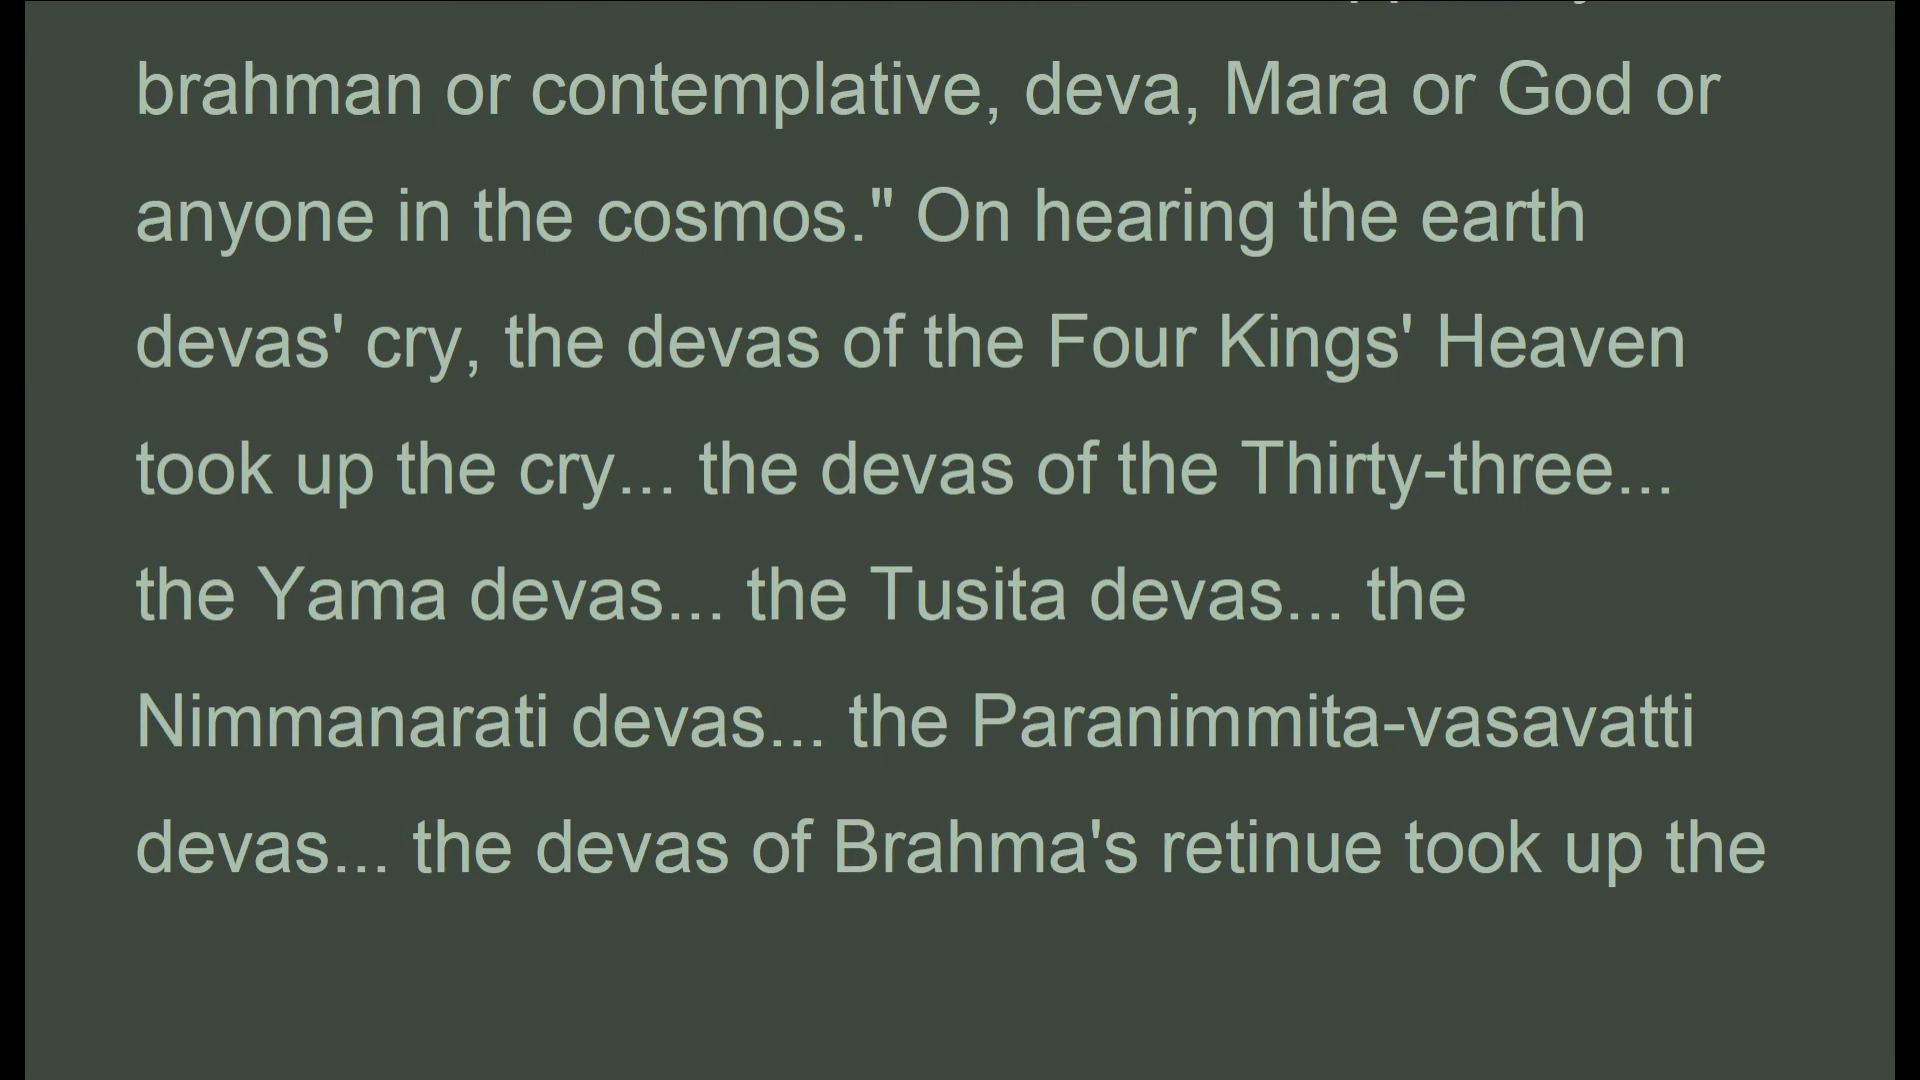 brahman or contemplative, deva, Mara or God or
anyone in the cosmos." On hearing the earth
devas' cry, the devas of the Four Kings' Heaven
took up the cry... the devas of the Thirty-three...
the Yama devas... the Tusita devas... the
Nimmanarati devas... the Paranimmita-vasavatti
devas... the devas of Brahma's retinue took up the